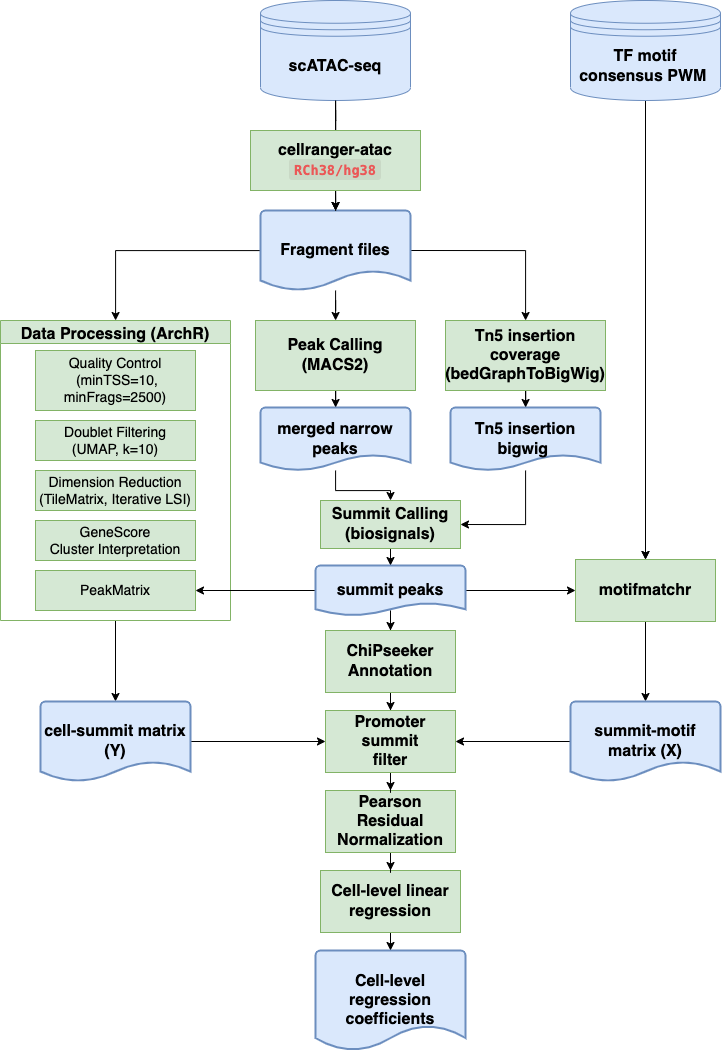 scATAC-seq
TF motif
consensus PWM
cellranger-atac
RCh38/hg38
Fragment files
Data Processing (ArchR)
Quality Control
(minTSS=10,
minFrags=2500)
Doublet Filtering
(UMAP, k=10)
Dimension Reduction
(TileMatrix, Iterative LSI)
GeneScore
Cluster Interpretation
PeakMatrix
Peak Calling
(MACS2)
Tn5 insertion
coverage
(bedGraphToBigWig)
merged narrow
peaks
Tn5 insertion
bigwig
Summit Calling
(biosignals)
summit peaks
motifmatchr
ChiPseeker
Annotation
cell-summit matrix
(Y)
Promoter
summit
filter
summit-motif
matrix (X)
Pearson
Residual
Normalization
Cell-level linear
regression
Cell-level
regression
coefficients